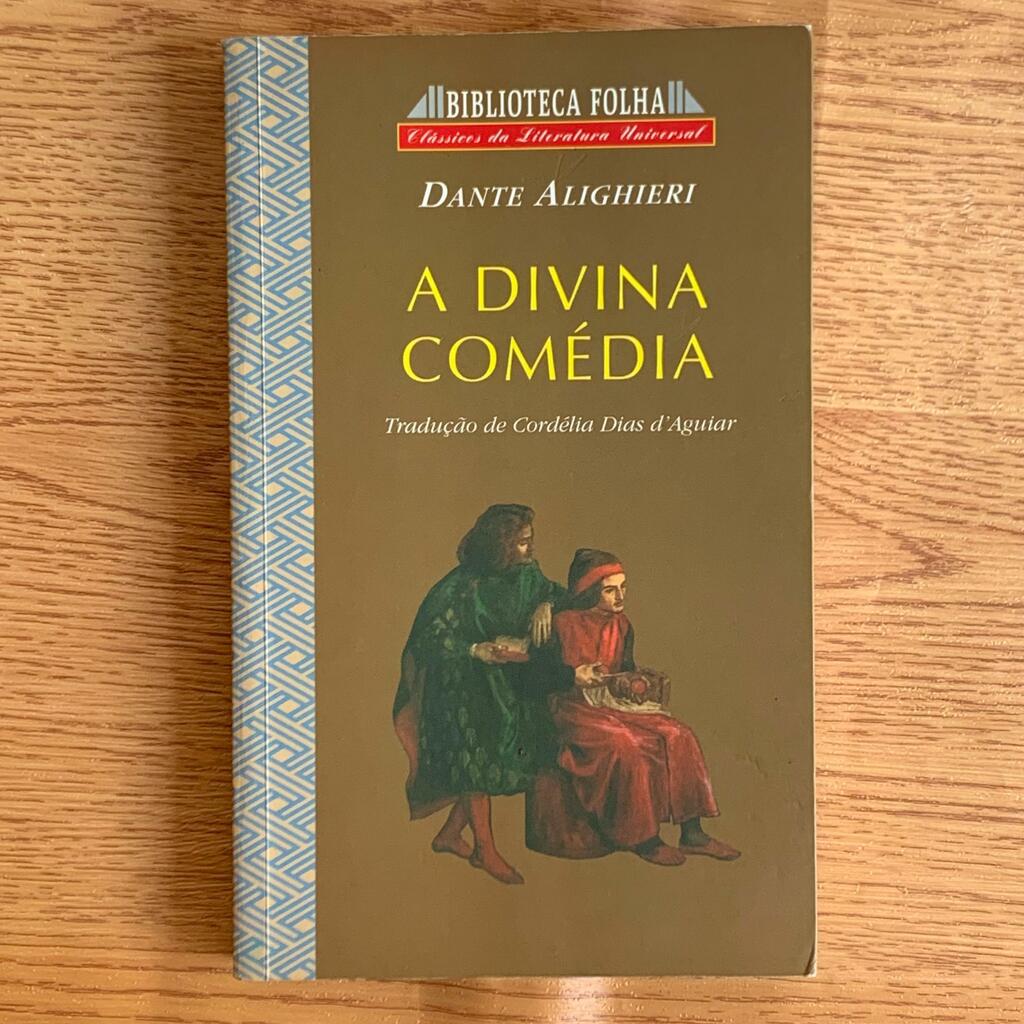 BIBLIOTECA FOLHA
Clássicos da Literatura Universal
DANTE ALIGHIERI
A DIVINA
COMÉDIA
Tradução de Cordélia Dias d'Aguiar